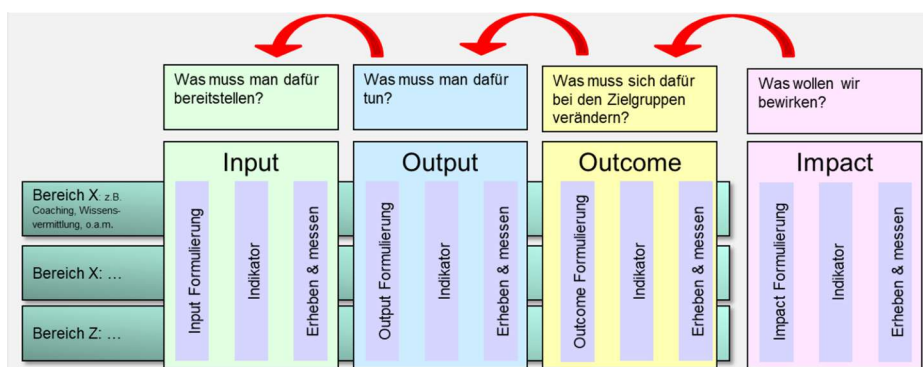 Was muss man dafür
bereitstellen?
Was muss man dafür
tun?
Was muss sich dafür
bei den Zielgruppen
verändern?
Was wollen wir
bewirken?
Input
Output
Outcome
Impact
Bereich X: z.B.
Coaching, Wissens-
vermittlung, o.a.m.
Bereich X: ...
Bereich Z: ...
Input Formulierung
Indikator
Erheben & messen
Output Formulierung
Indikator
Erheben & messen
Outcome Formulierung
Indikator
Erheben & messen
Impact Formulierung
Indikator
Erheben & messen